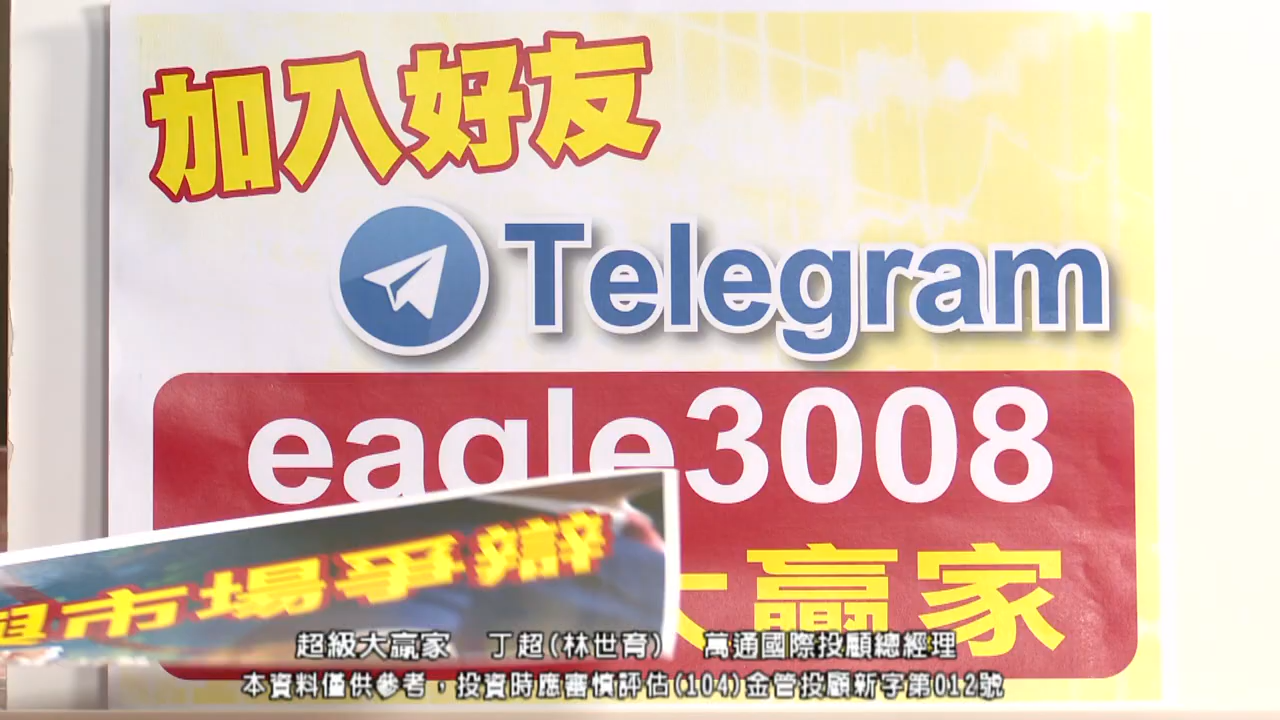 加入好友
Telegram
eagle3008
大贏家
市場爭辯
超級大贏家 丁超(林世育) 萬通國際投顧總經理
本資料僅供參考，投資時應審慎評估(104)金管投顧新字第012號